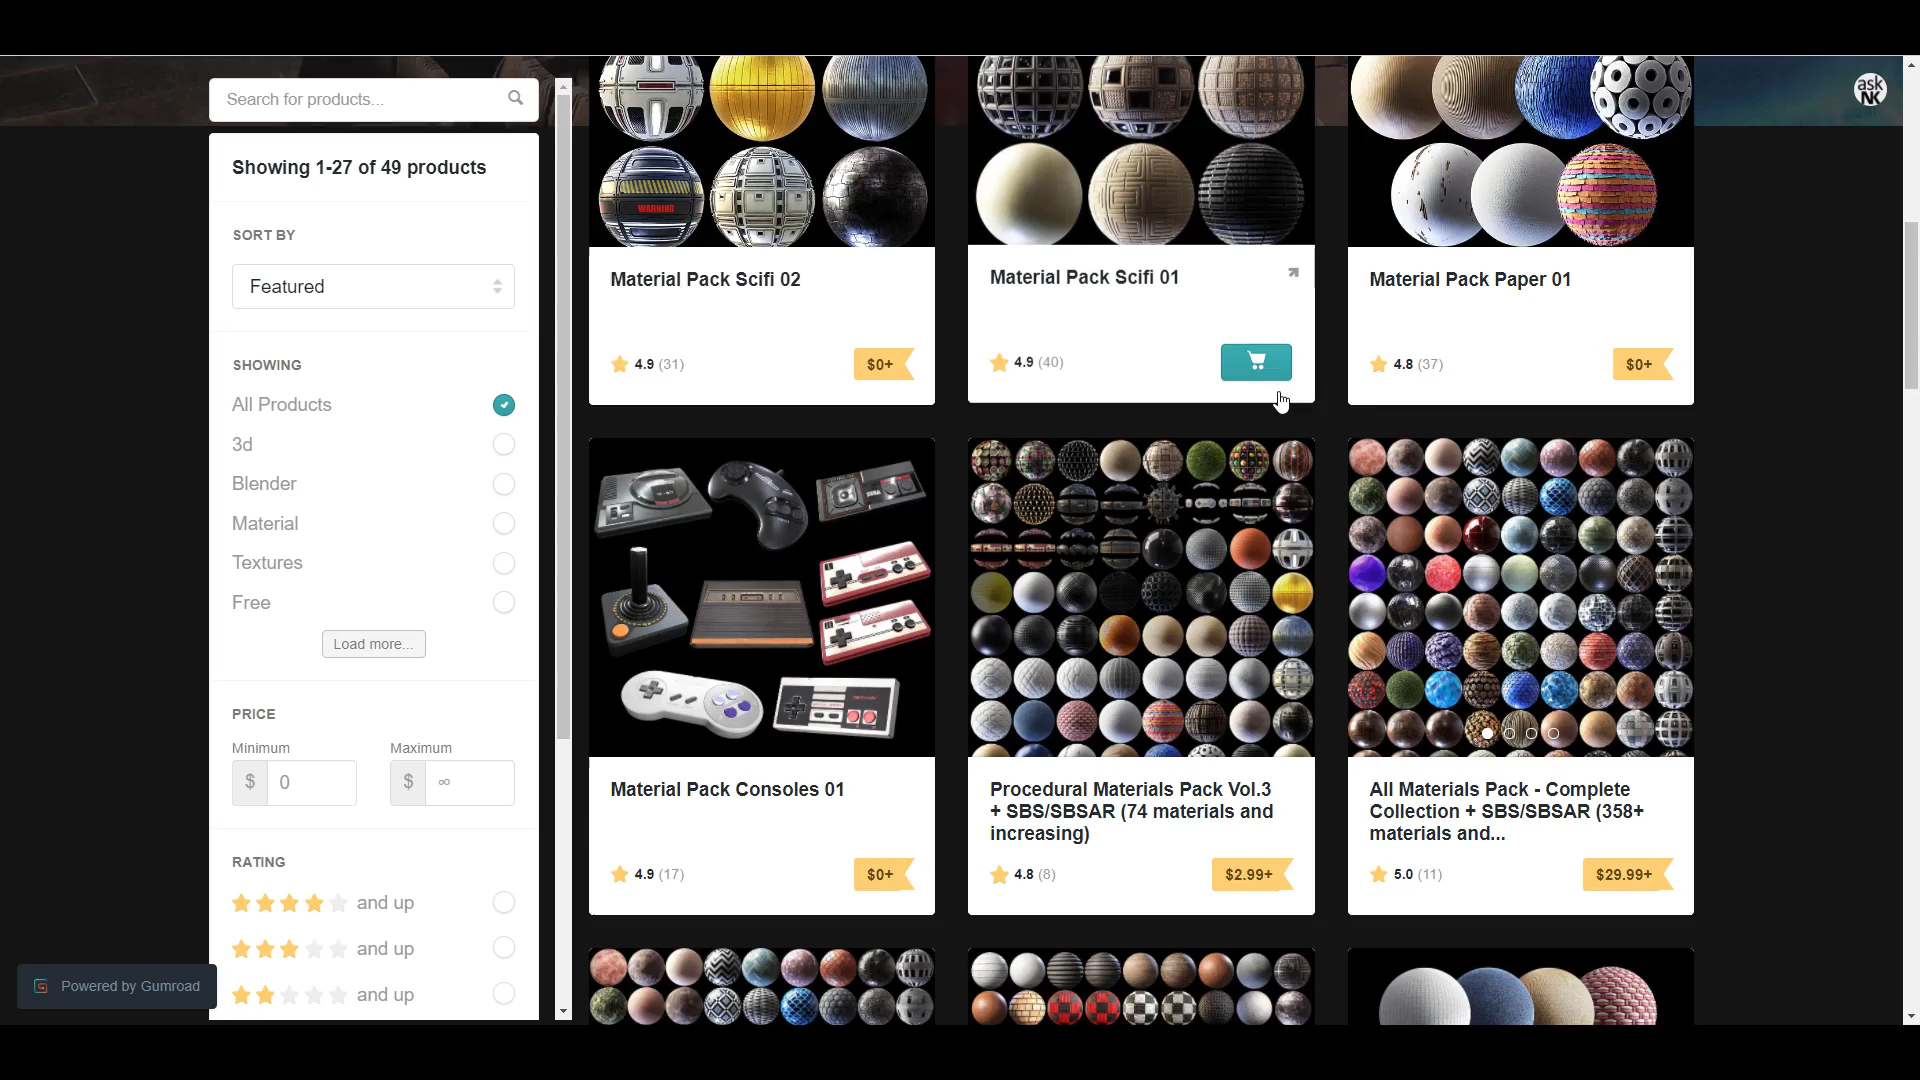 Search for products...
Showing 1-27 of 49 products
SORT BY
Featured
SHOWING
All Products
3d
Blender
Material
Textures
Free
Load more...
PRICE
Minimum
Maximum
$ 0
$ ∞
RATING
and up
and up
and up
Powered by Gumroad
ask
NK
WARNING
Material Pack Scifi 02
4.9 (31)
$0+
Material Pack Scifi 01
4.9 (40)
Material Pack Paper 01
4.8 (37)
$0+
Material Pack Consoles 01
4.9 (17)
$0+
Procedural Materials Pack Vol.3
+ SBS/SBSAR (74 materials and
increasing)
4.8 (8)
$2.99+
All Materials Pack - Complete
Collection + SBS/SBSAR (358+
materials and...
5.0 (11)
$29.99+